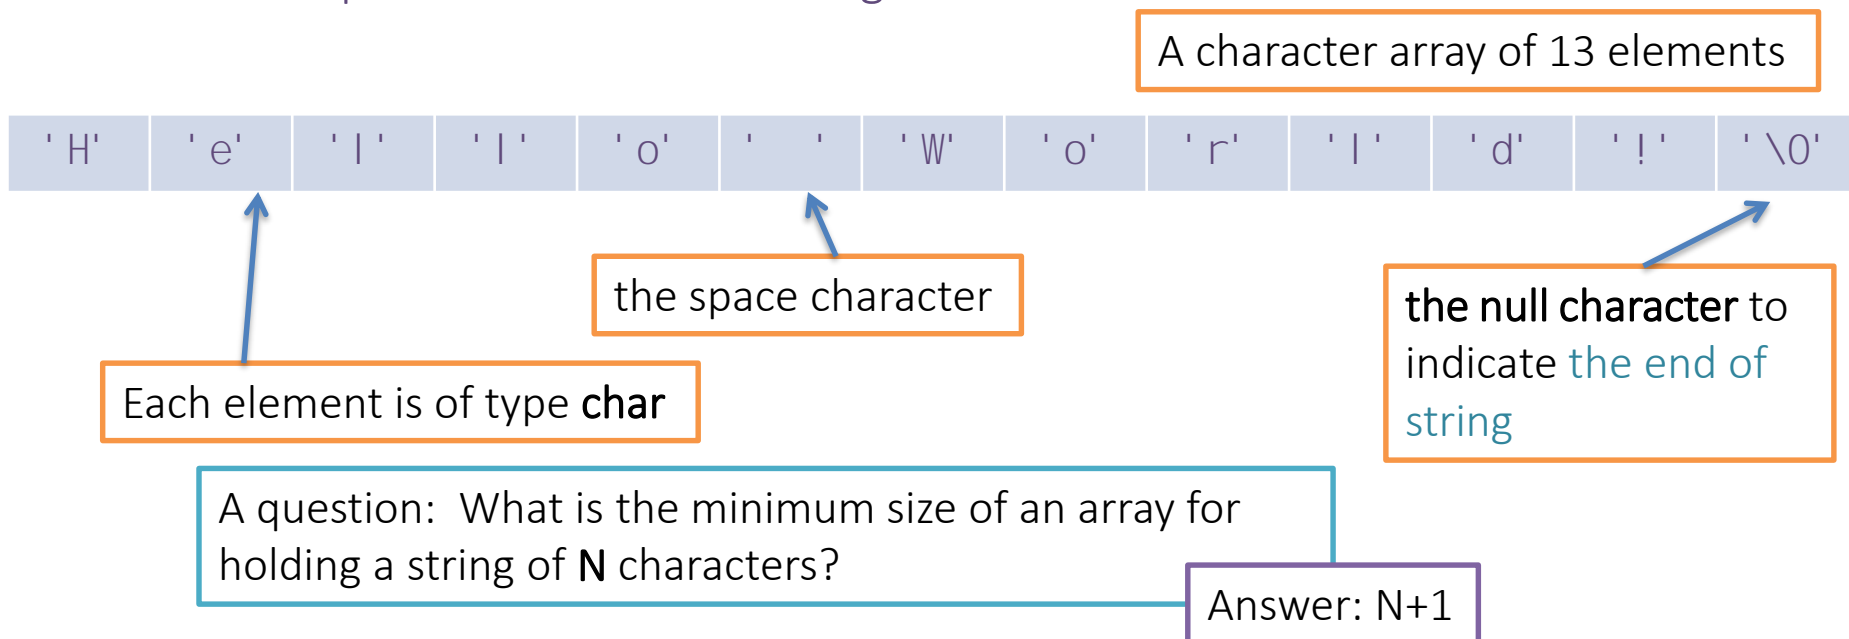 A character array of 13 elements
'H' 'e' 'l' 'l' 'o' ' ' 'W' 'o' 'r' 'l' 'd' '!' '\0'
the space character
the null character to
indicate the end of
string
Each element is of type char
A question: What is the minimum size of an array for
holding a string of N characters?
Answer: N+1